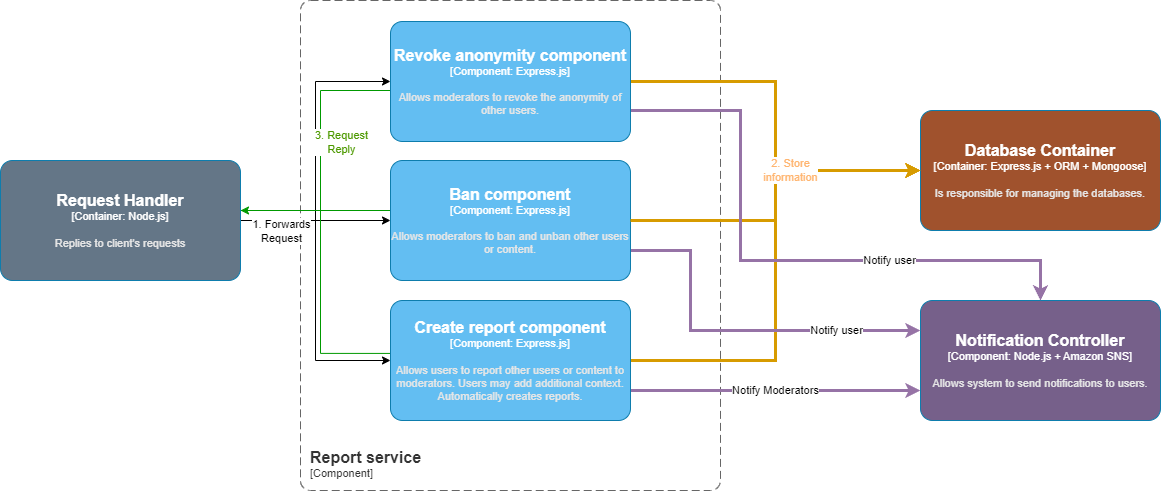 Revoke anonymity component
[Component: Express.js]
Allows moderators to revoke the anonymity of
other users.
3. Request
Reply
Request Handler
[Container: Node.js]
Replies to client's requests
1. Forwards
Request
Ban component
[Component: Express.js]
Allows moderators to ban and unban other users
or content.
2. Store
information
Database Container
[Container: Express.js + ORM + Mongoose]
Is responsible for managing the databases.
Notify user
Notify user
Create report component
[Component: Express.js]
Allows users to report other users or content to
moderators. Users may add additional context.
Automatically creates reports.
Notify Moderators
Notification Controller
[Component: Node.js + Amazon SNS]
Allows system to send notifications to users.
Report service
[Component]